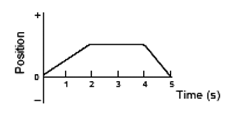 +
Position
0
1 2 3 4 5
–
Time (s)